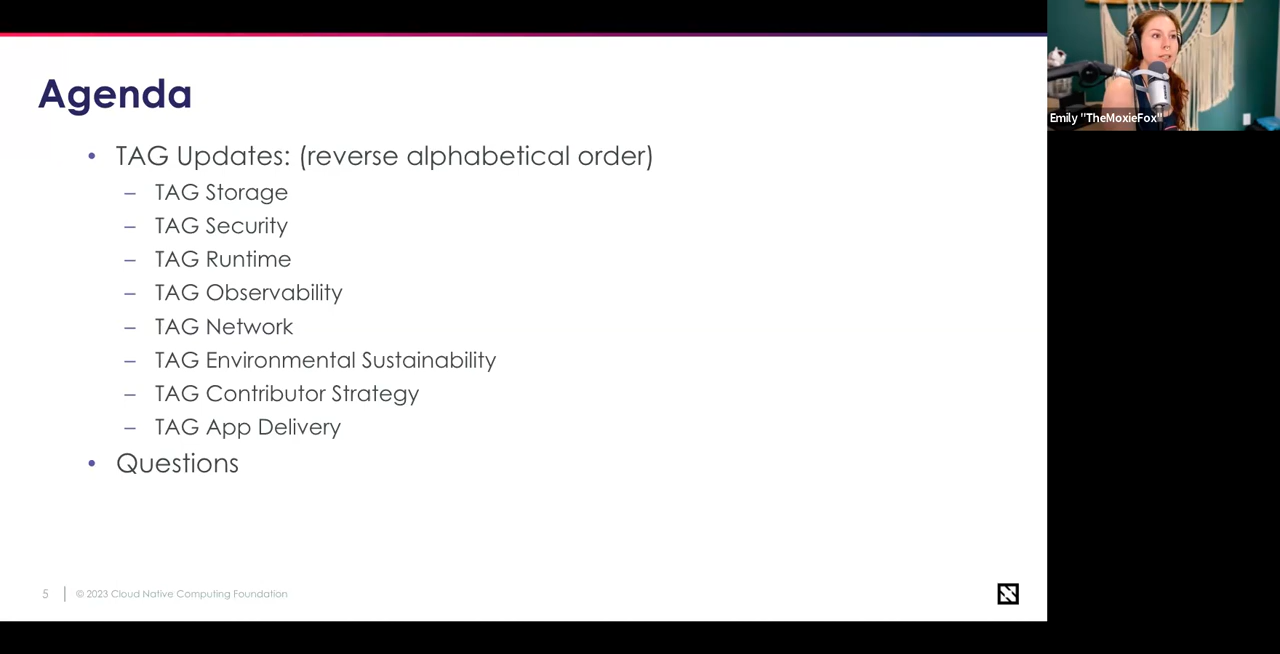 Agenda
• TAG Updates: (reverse alphabetical order)
– TAG Storage
– TAG Security
– TAG Runtime
– TAG Observability
– TAG Network
– TAG Environmental Sustainability
– TAG Contributor Strategy
– TAG App Delivery
• Questions
5 | © 2023 Cloud Native Computing Foundation
Emily "TheMoxieFox"